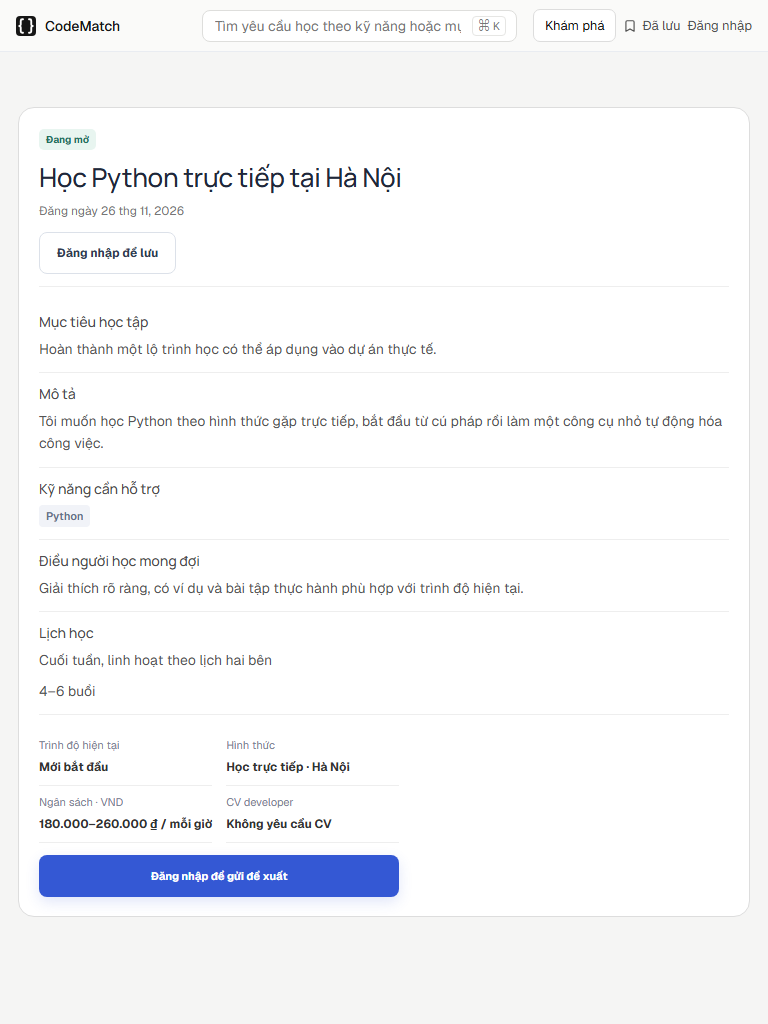 CodeMatch
Tìm yêu cầu học theo kỹ năng hoặc mụ
⌘ K
Khám phá
Đã lưu
Đăng nhập
Đang mở
Học Python trực tiếp tại Hà Nội
Đăng ngày 26 thg 11, 2026
Đăng nhập để lưu
Mục tiêu học tập
Hoàn thành một lộ trình học có thể áp dụng vào dự án thực tế.
Mô tả
Tôi muốn học Python theo hình thức gặp trực tiếp, bắt đầu từ cú pháp rồi làm một công cụ nhỏ tự động hóa
công việc.
Kỹ năng cần hỗ trợ
Python
Điều người học mong đợi
Giải thích rõ ràng, có ví dụ và bài tập thực hành phù hợp với trình độ hiện tại.
Lịch học
Cuối tuần, linh hoạt theo lịch hai bên
4–6 buổi
Trình độ hiện tại
Mới bắt đầu
Hình thức
Học trực tiếp · Hà Nội
Ngân sách · VND
180.000–260.000 ₫ / mỗi giờ
CV developer
Không yêu cầu CV
Đăng nhập để gửi đề xuất